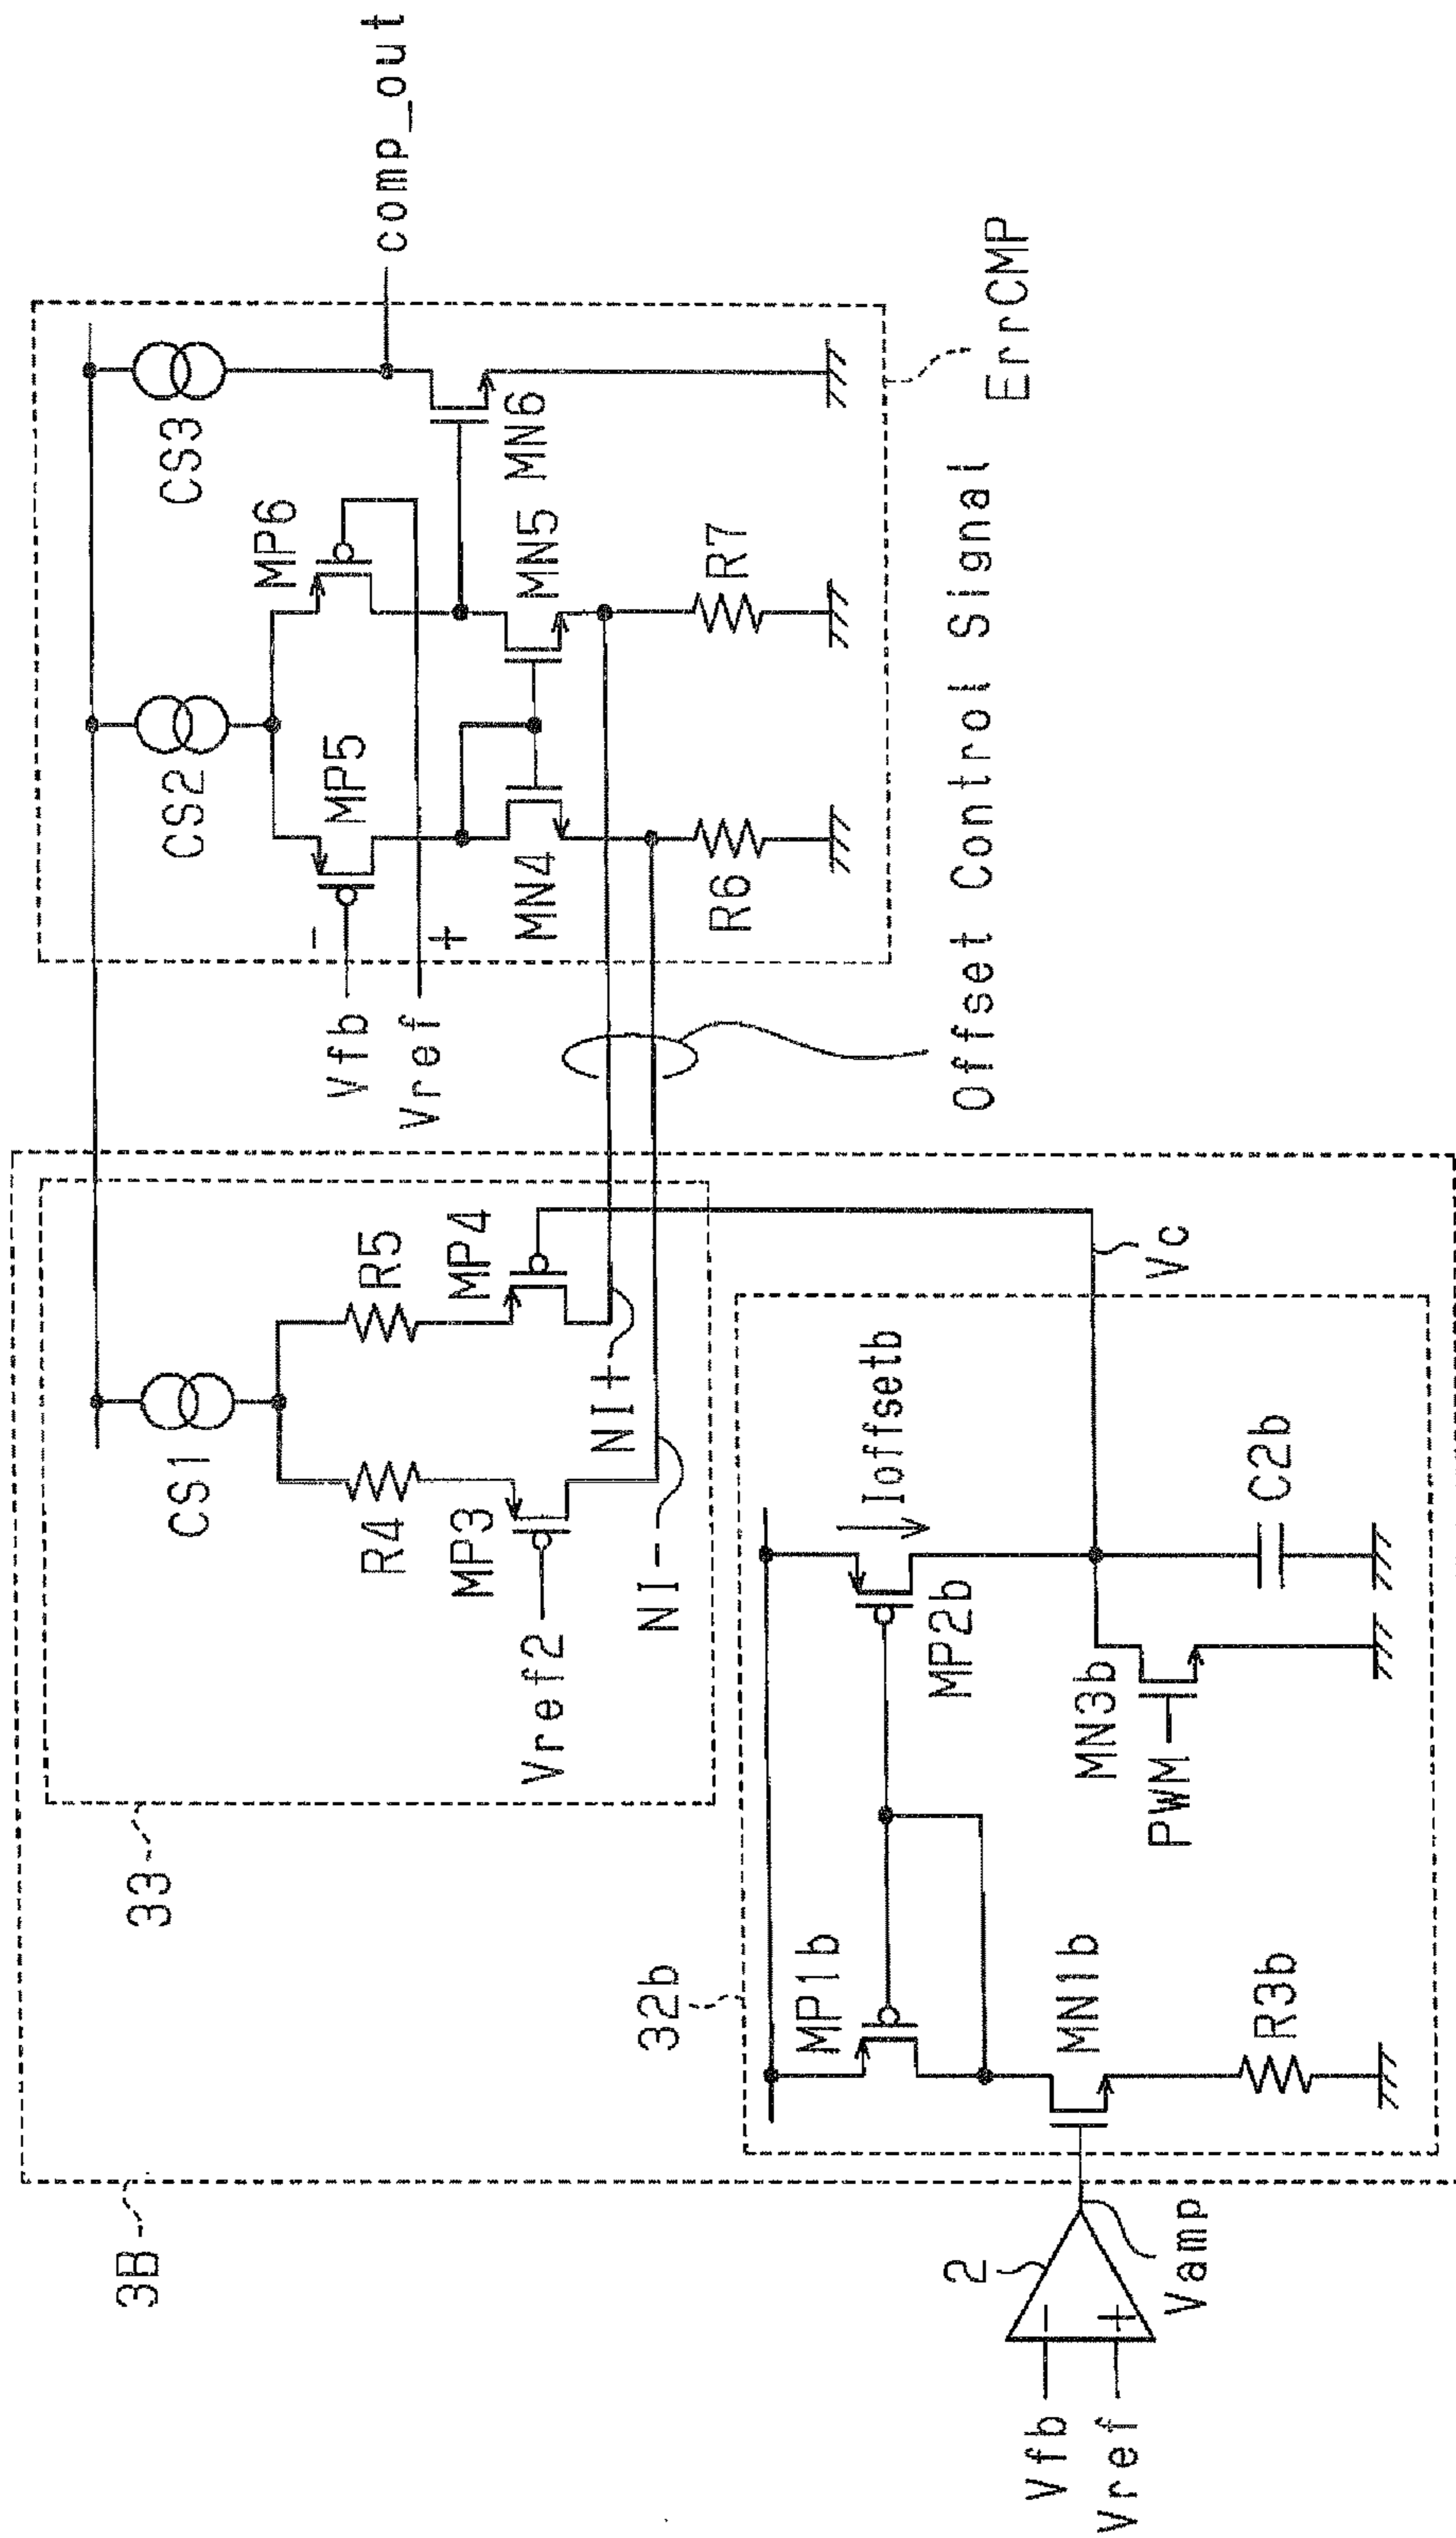 3B
33
CS1
R4
R5
MP3
MP4
Vref2
NI+
NI-
32b
MP1b
MP2b
Ioffsetb
MN1b
MN3b
PWM
R3b
C2b
Vc
2
Vfb
-
Vref
+
Vamp
CS2
CS3
MP5
MP6
Vfb
-
Vref
+
MN4
MN5
MN6
R6
R7
comp_out
ErrCMP
Offset Control Signal